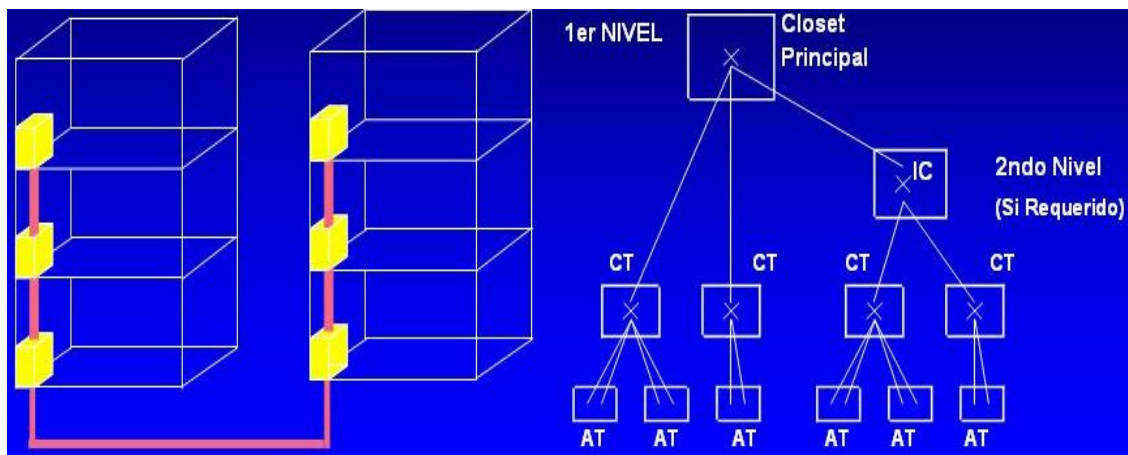 1er NIVEL
Closet
Principal
IC
2ndo Nivel
(Si Requerido)
CT
CT
CT
CT
AT
AT
AT
AT
AT
AT